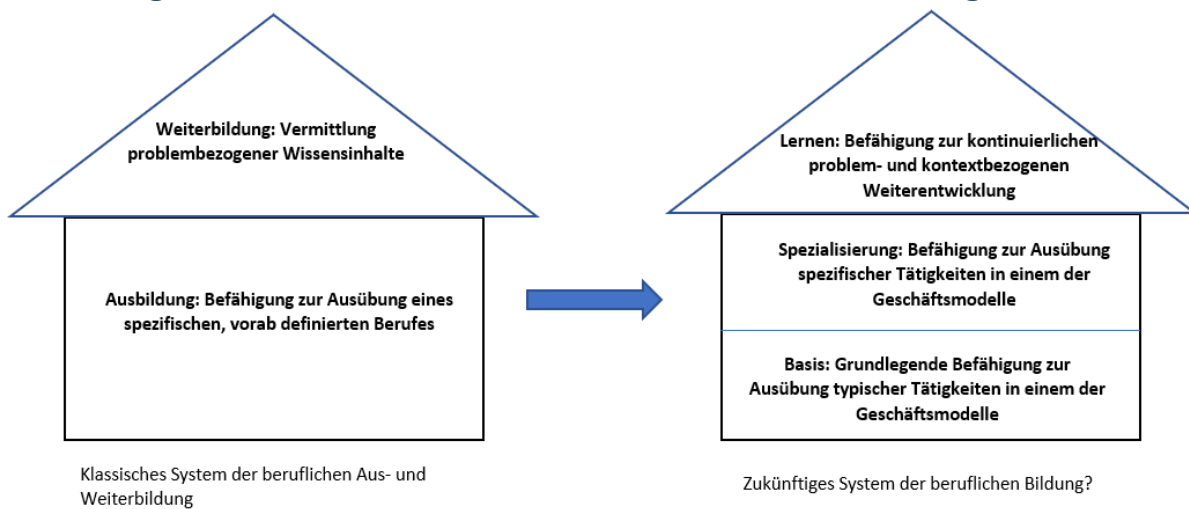 Weiterbildung: Vermittlung
problembezogener Wissensinhalte
Ausbildung: Befähigung zur Ausübung eines
spezifischen, vorab definierten Berufes
Klassisches System der beruflichen Aus- und
Weiterbildung
Lernen: Befähigung zur kontinuierlichen
problem- und kontextbezogenen
Weiterentwicklung
Spezialisierung: Befähigung zur Ausübung
spezifischer Tätigkeiten in einem der
Geschäftsmodelle
Basis: Grundlegende Befähigung zur
Ausübung typischer Tätigkeiten in einem der
Geschäftsmodelle
Zukünftiges System der beruflichen Bildung?